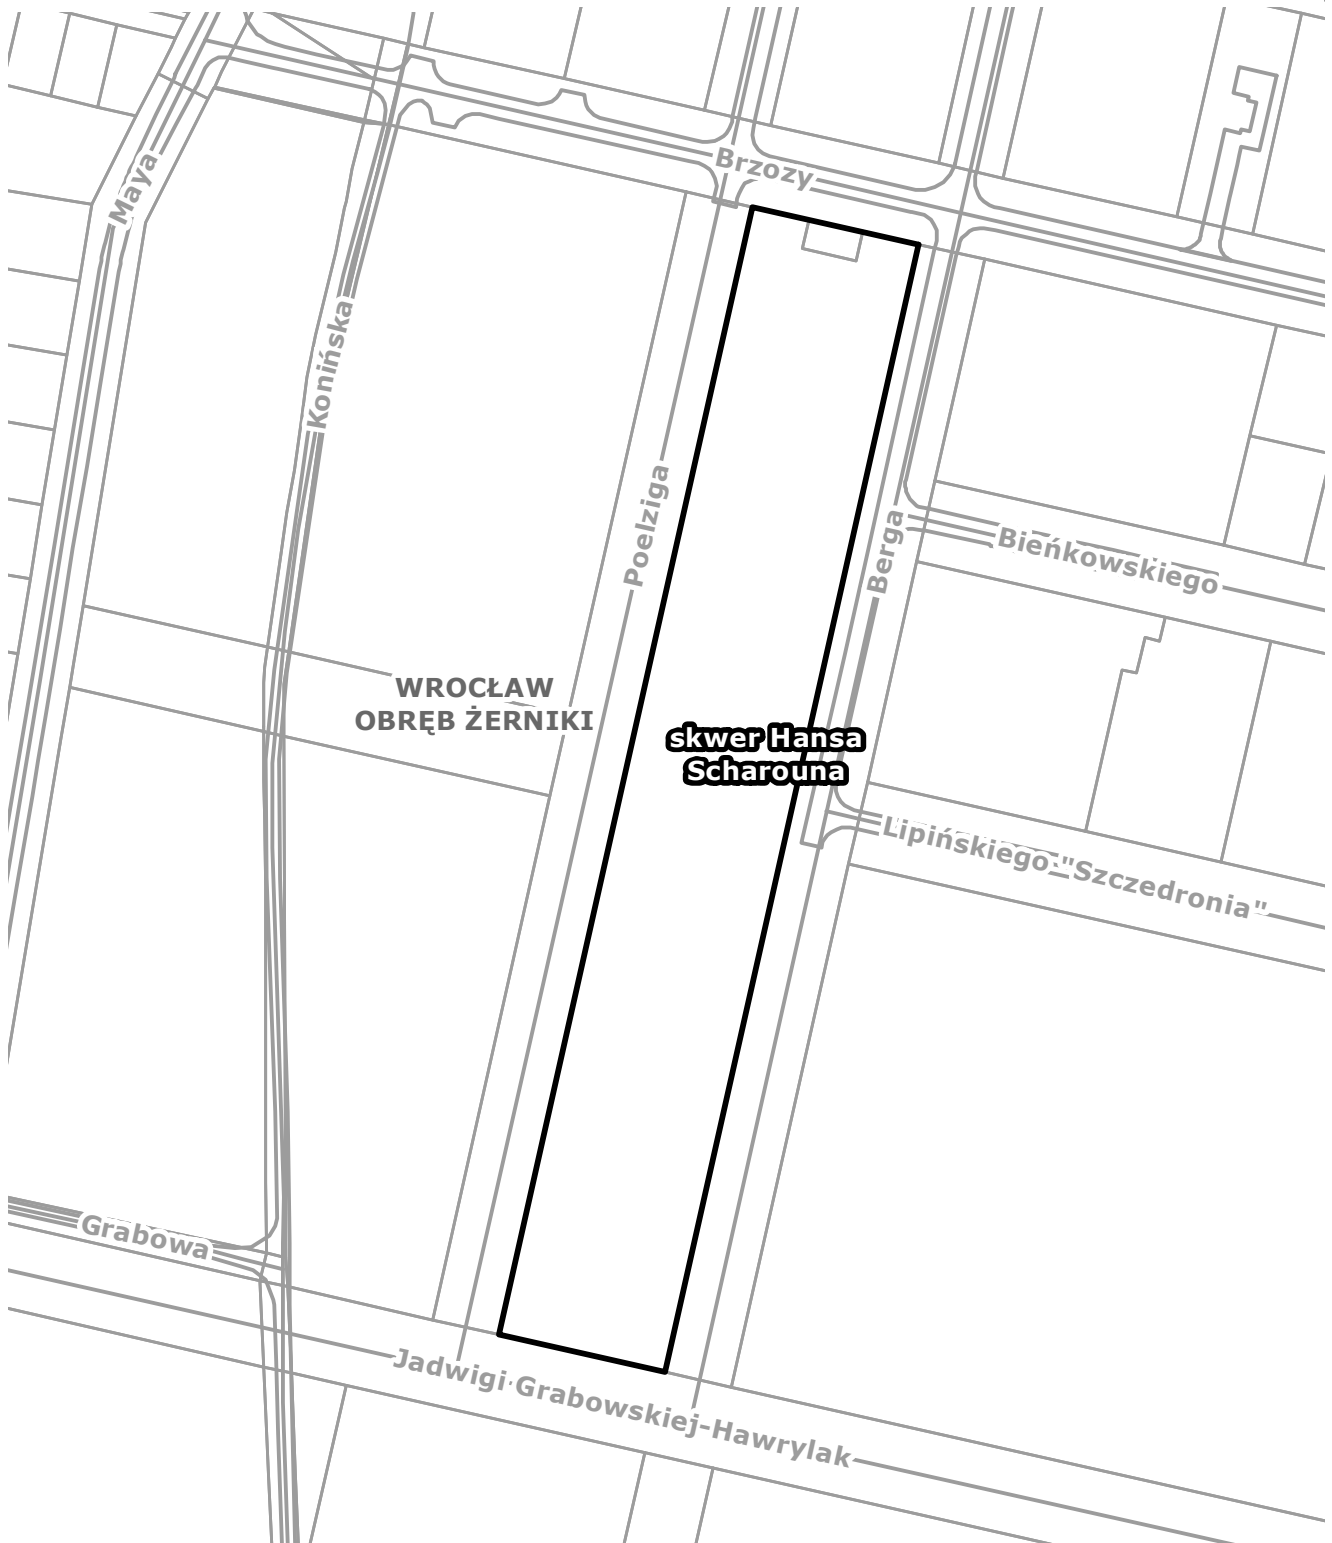 Brzozy
Maya
Konińska
Poelziga
Berga
Bieńkowskiego
WROCŁAW
OBRĘB ŻERNIKI
skwer Hansa
Scharouna
Lipińskiego "Szczedronia"
Grabowa
Jadwigi Grabowskiej-Hawrylak